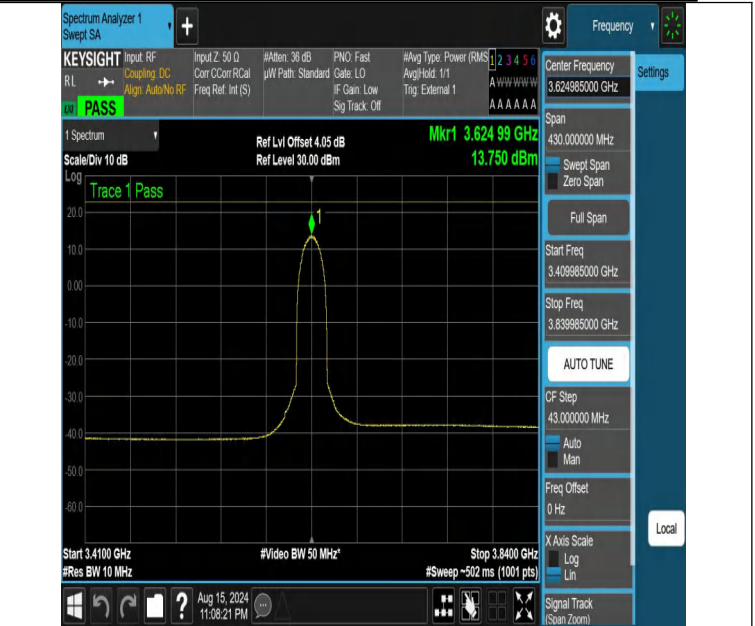 Spectrum Analyzer 1
Swept SA
+
Frequency
KEYSIGHT
RL
PASS
Input: RF
Coupling: DC
Align: Auto/No RF
Input Z: 50 Ω
Corr CCorr RCal
Freq Ref: Int (S)
#Atten: 36 dB
µW Path: Standard
PNO: Fast
Gate: LO
IF Gain: Low
Sig Track: Off
#Avg Type: Power (RMS
Avg|Hold: 1/1
Trig: External 1
1 2 3 4 5 6
A W W W W W
A A A A A A
1 Spectrum
Scale/Div 10 dB
Ref Lvl Offset 4.05 dB
Ref Level 30.00 dBm
Mkr1 3.624 99 GHz
13.750 dBm
Log
Trace 1 Pass
1
20.0
10.0
0.00
-10.0
-20.0
-30.0
-40.0
-50.0
-60.0
Start 3.4100 GHz
#Res BW 10 MHz
#Video BW 50 MHz*
Stop 3.8400 GHz
#Sweep ~502 ms (1001 pts)
Aug 15, 2024
11:08:21 PM
?
Center Frequency
3.624985000 GHz
Settings
Span
430.000000 MHz
Swept Span
Zero Span
Full Span
Start Freq
3.409985000 GHz
Stop Freq
3.839985000 GHz
AUTO TUNE
CF Step
43.000000 MHz
Auto
Man
Freq Offset
0 Hz
X Axis Scale
Log
Lin
Local
Signal Track
(Span Zoom)